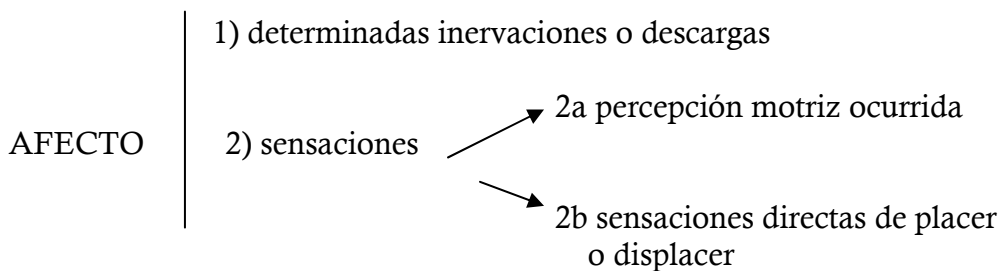 1) determinadas inervaciones o descargas
2a percepción motriz ocurrida
AFECTO 2) sensaciones
2b sensaciones directas de placer
o displacer